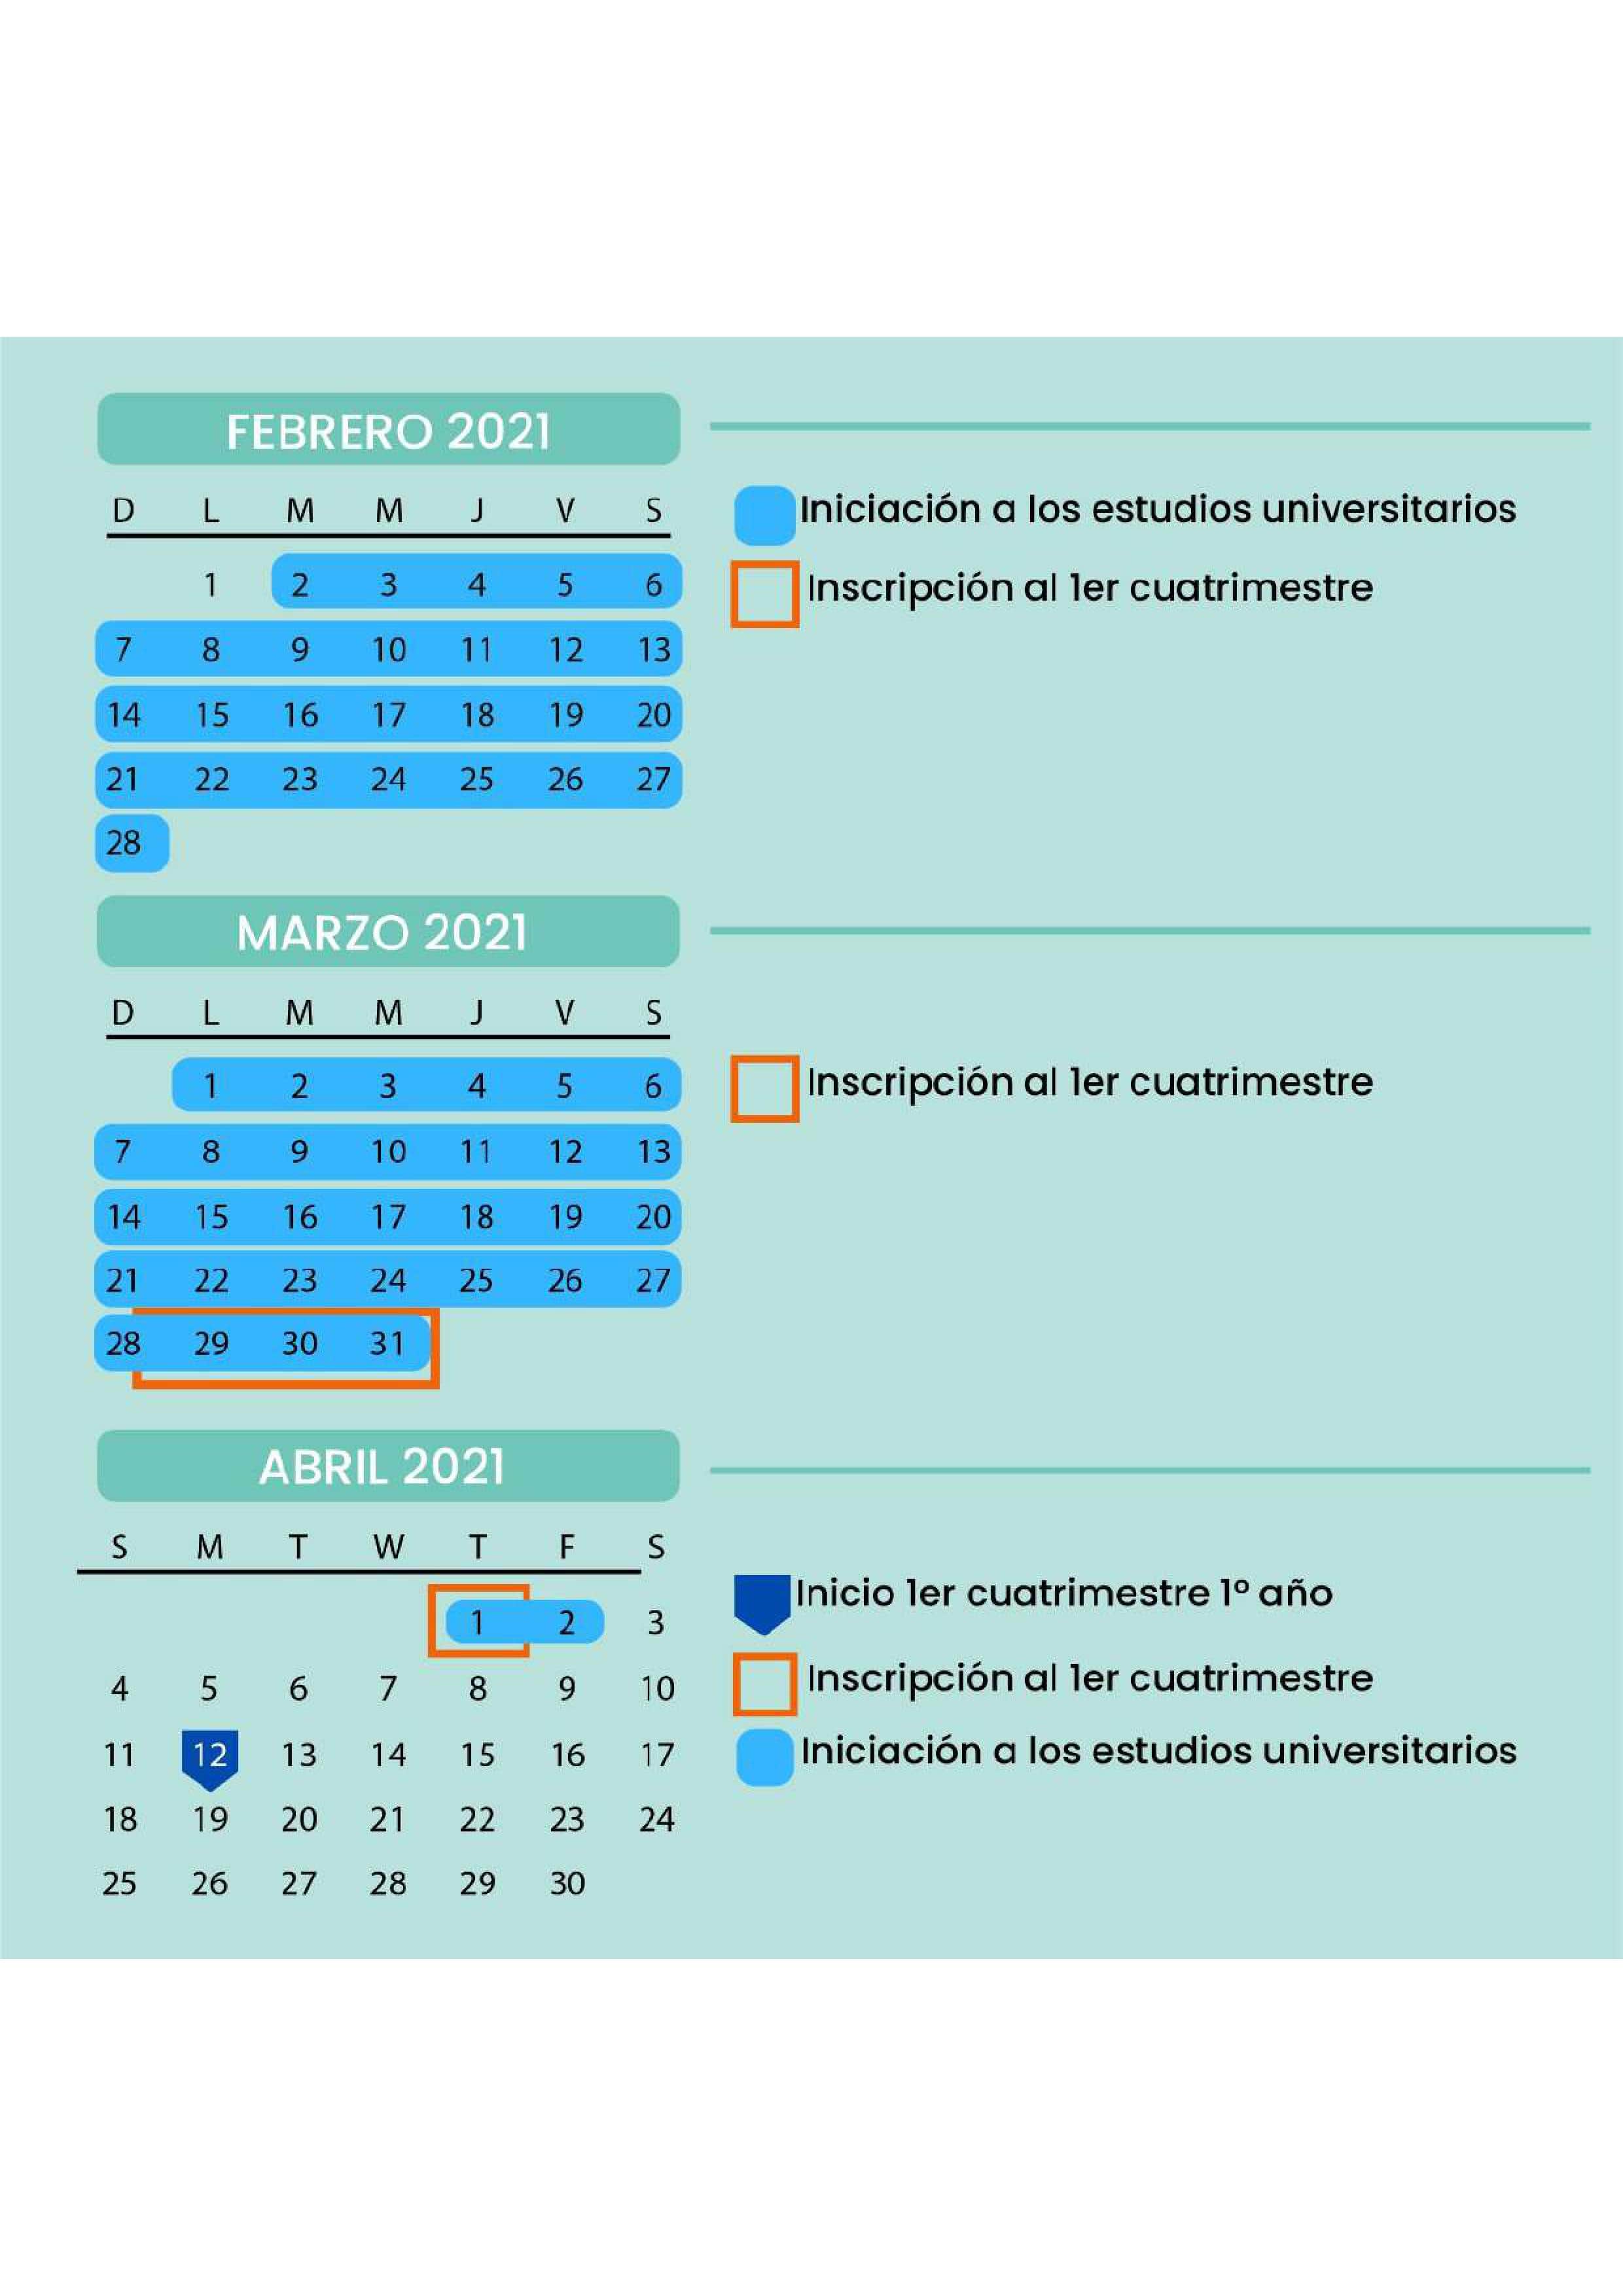 FEBRERO 2021
D L M M J V S
1 2 3 4 5 6
7 8 9 10 11 12 13
14 15 16 17 18 19 20
21 22 23 24 25 26 27
28
Iniciación a los estudios universitarios
Inscripción al 1er cuatrimestre
MARZO 2021
D L M M J V S
1 2 3 4 5 6
7 8 9 10 11 12 13
14 15 16 17 18 19 20
21 22 23 24 25 26 27
28 29 30 31
Inscripción al 1er cuatrimestre
ABRIL 2021
S M T W T F S
1 2 3
4 5 6 7 8 9 10
11 12 13 14 15 16 17
18 19 20 21 22 23 24
25 26 27 28 29 30
Inicio 1er cuatrimestre 1º año
Inscripción al 1er cuatrimestre
Iniciación a los estudios universitarios